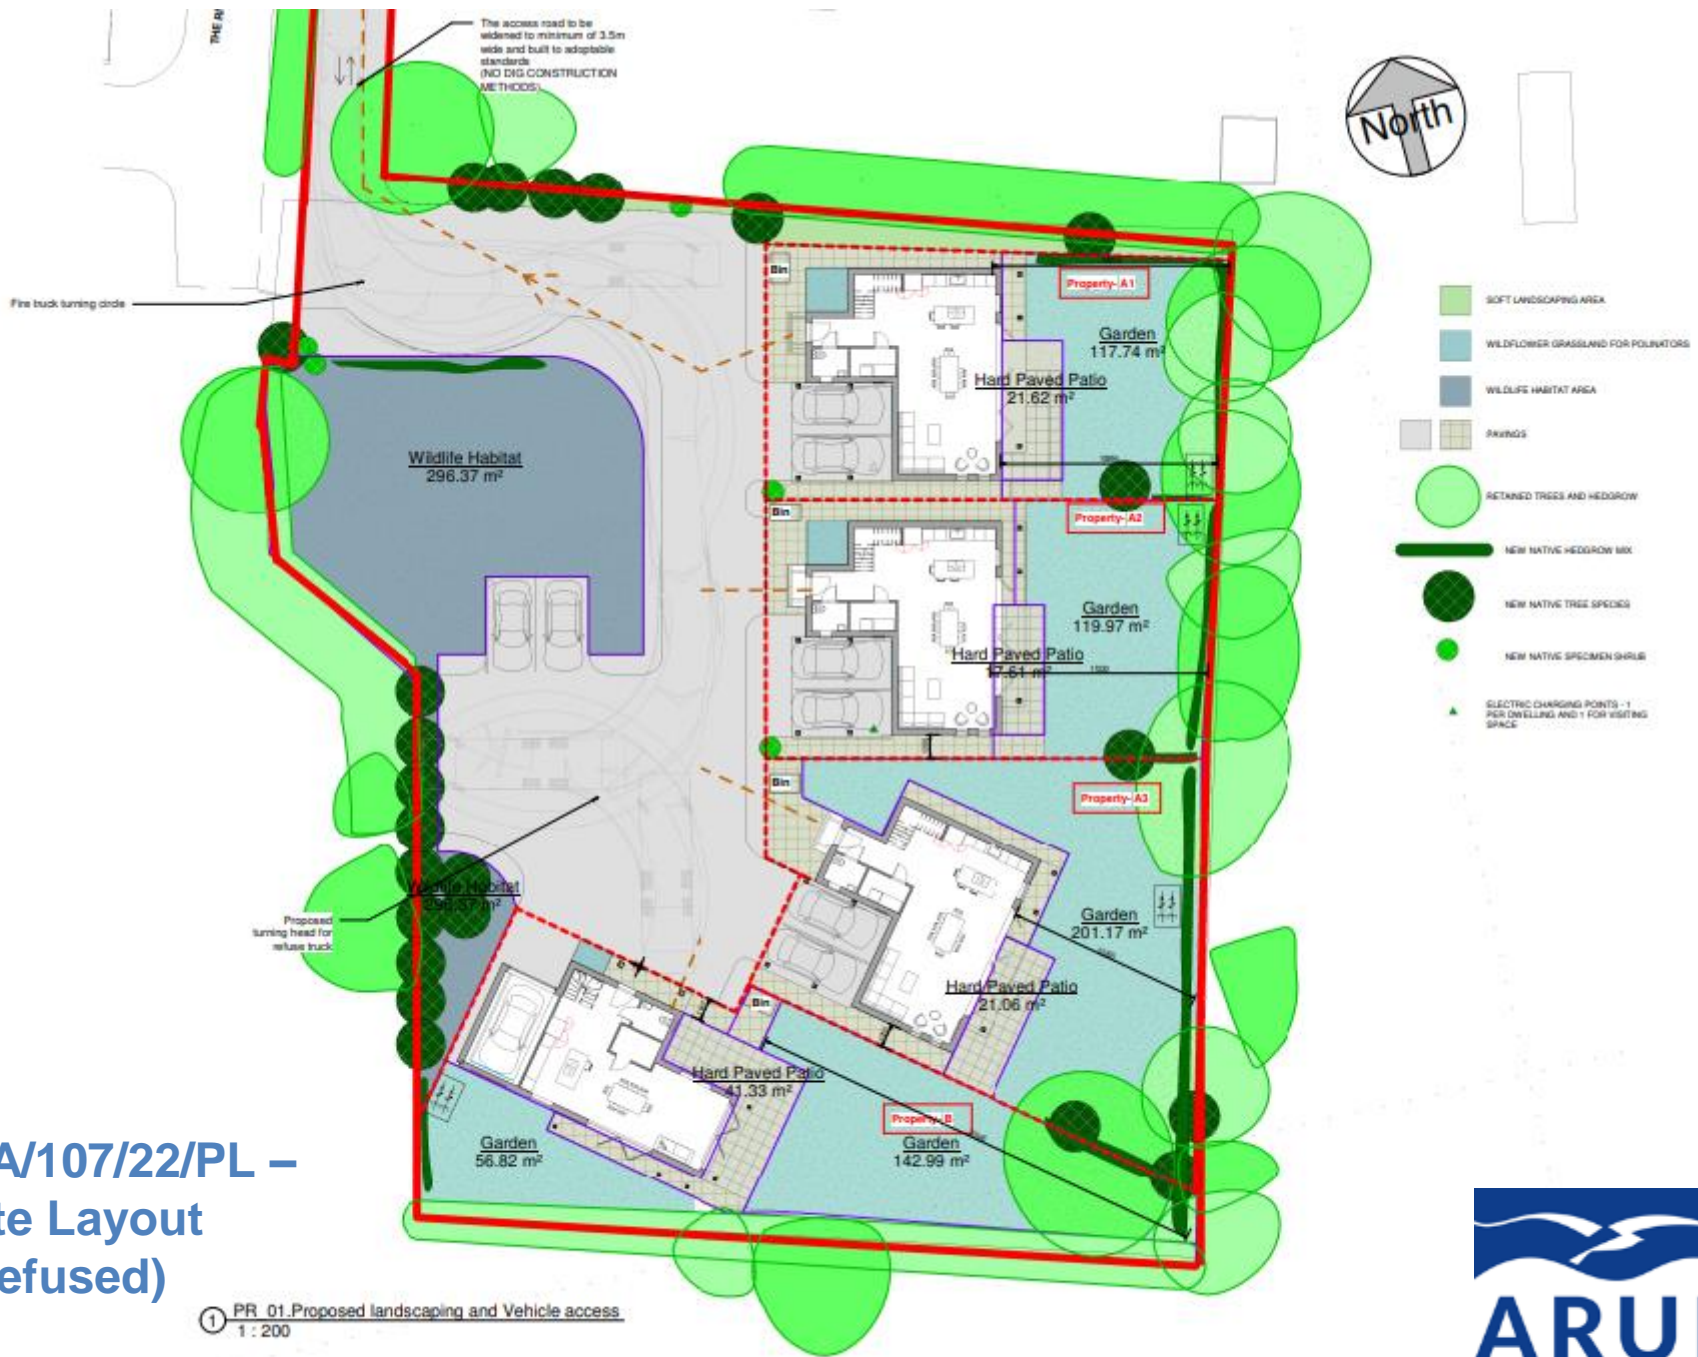 THE RA
The access road to be
widened to minimum of 3.5m
wide and built to adoptable
standards
(NO DIG CONSTRUCTION
METHODS)
North
Fire truck turning circle
Bin
Property- A1
Garden
117.74 m²
Hard Paved Patio
21.62 m²
Wildlife Habitat
296.37 m²
Bin
Property- A2
Garden
119.97 m²
Hard Paved Patio
17.61 m²
Bin
Property- A3
Garden
201.17 m²
Hard Paved Patio
21.06 m²
Wildlife Habitat
296.37 m²
Proposed
turning head for
refuse truck
Bin
Hard Paved Patio
41.33 m²
Property- B
Garden
142.99 m²
Garden
56.82 m²
SOFT LANDSCAPING AREA
WILDFLOWER GRASSLAND FOR POLINATORS
WILDLIFE HABITAT AREA
PAVINGS
RETAINED TREES AND HEDGROW
NEW NATIVE HEDGROW MIX
NEW NATIVE TREE SPECIES
NEW NATIVE SPECIMEN SHRUB
ELECTRIC CHARGING POINTS - 1
PER DWELLING AND 1 FOR VISITING
SPACE
A/107/22/PL –
te Layout
efused)
1 PR_01.Proposed landscaping and Vehicle access
1 : 200
ARU